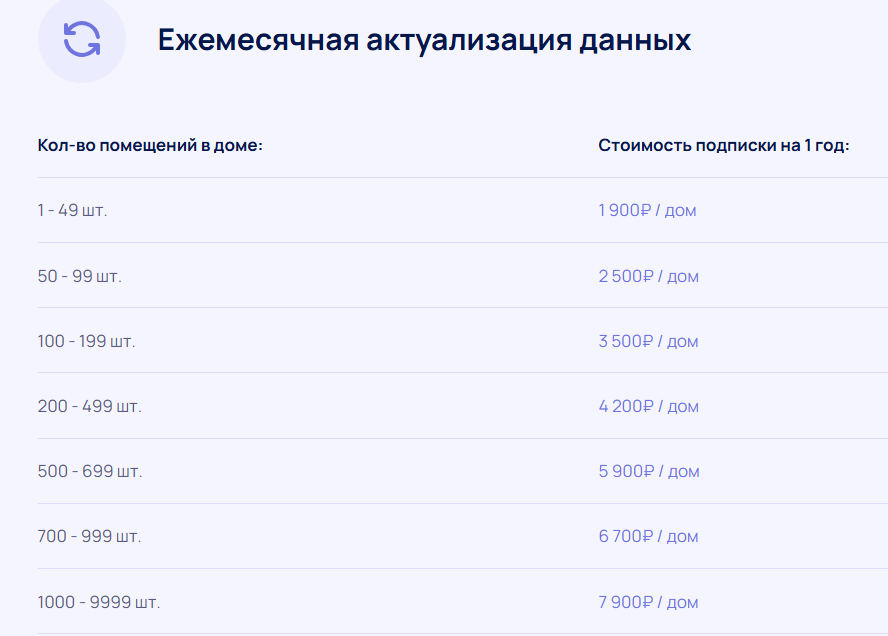 Ежемесячная актуализация данных
Кол-во помещений в доме: Стоимость подписки на 1 год:
1 - 49 шт. 1 900₽ / дом
50 - 99 шт. 2 500₽ / дом
100 - 199 шт. 3 500₽ / дом
200 - 499 шт. 4 200₽ / дом
500 - 699 шт. 5 900₽ / дом
700 - 999 шт. 6 700₽ / дом
1000 - 9999 шт. 7 900₽ / дом